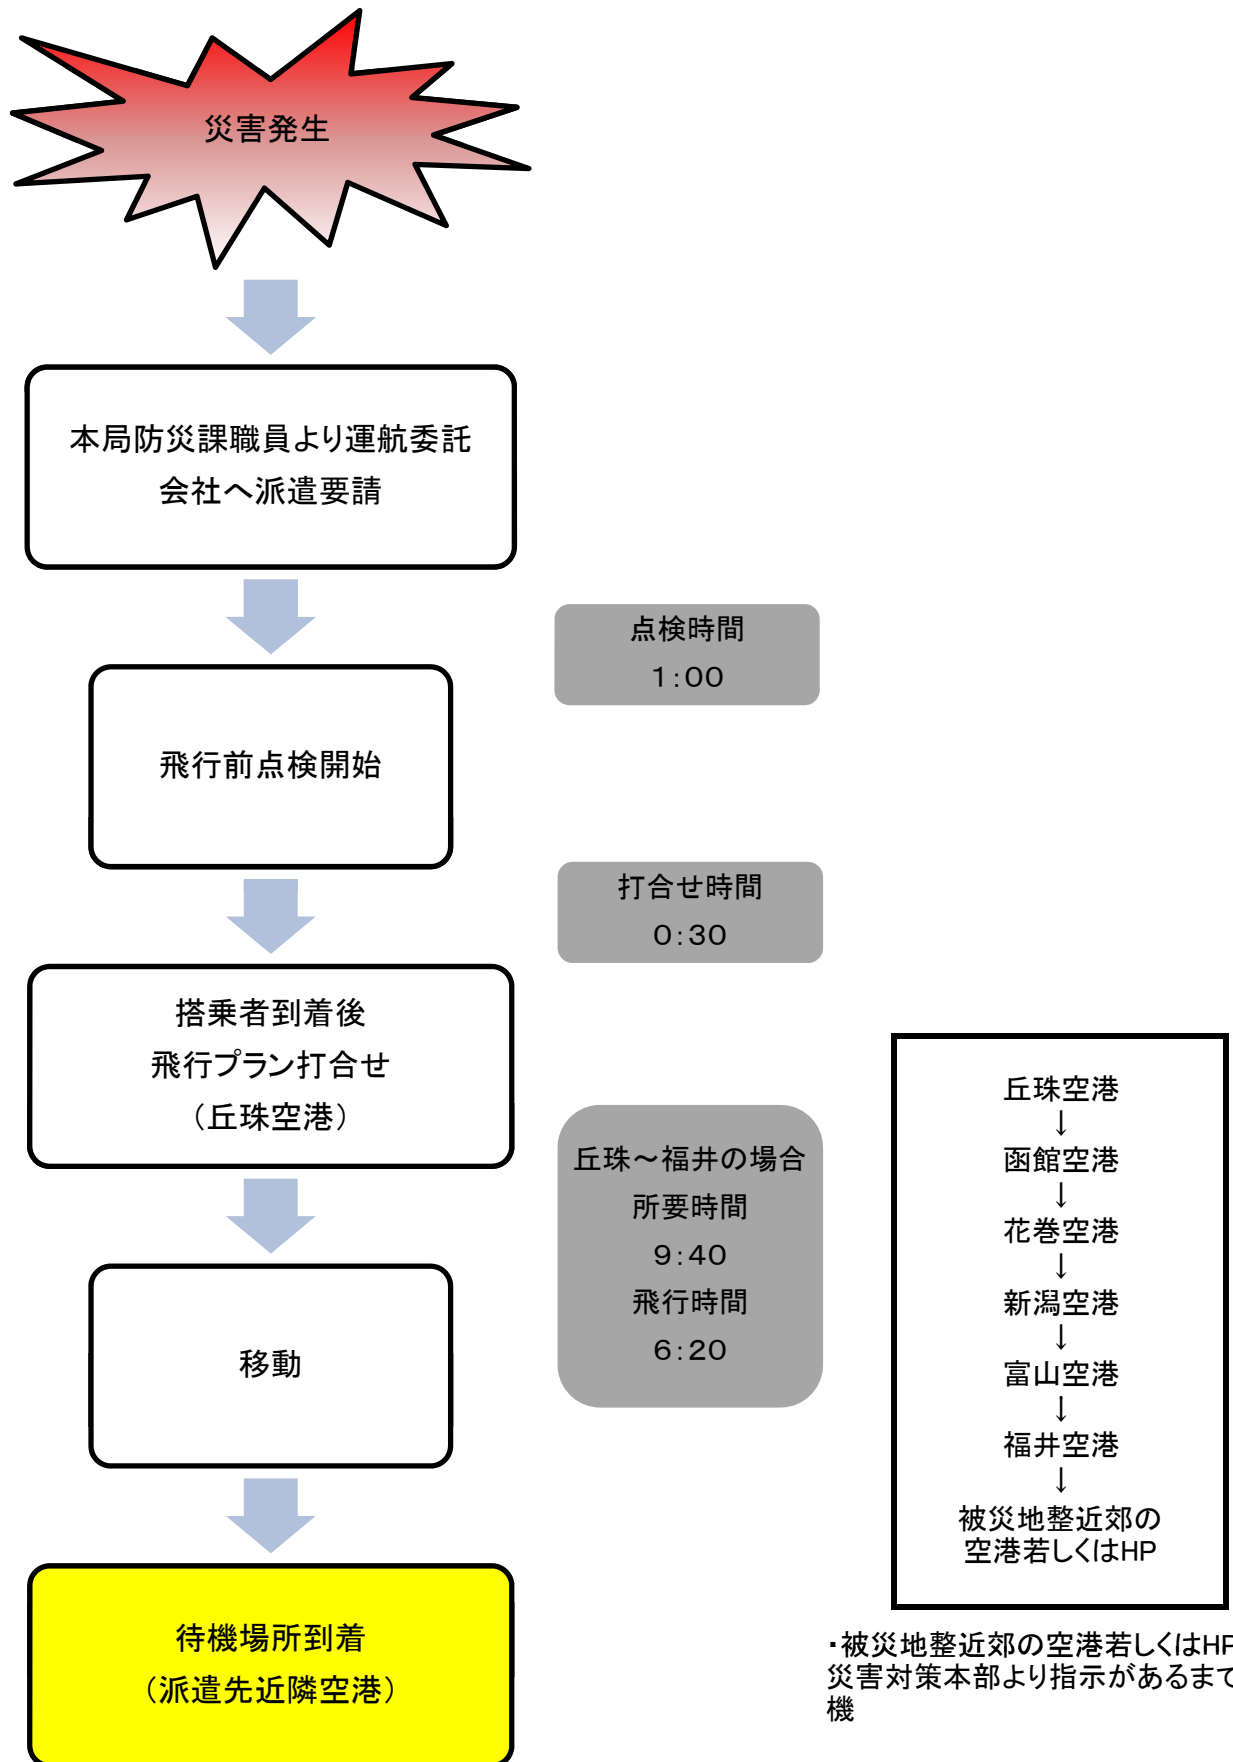 災害発生
本局防災課職員より運航委託
会社へ派遣要請
点検時間
1:00
飛行前点検開始
打合せ時間
0:30
搭乗者到着後
飛行プラン打合せ
（丘珠空港）
丘珠～福井の場合
所要時間
9:40
飛行時間
6:20
移動
待機場所到着
（派遣先近隣空港）
丘珠空港
↓
函館空港
↓
花巻空港
↓
新潟空港
↓
富山空港
↓
福井空港
↓
被災地整近郊の
空港若しくはHP
・被災地整近郊の空港若しくはHP
災害対策本部より指示があるまで
機